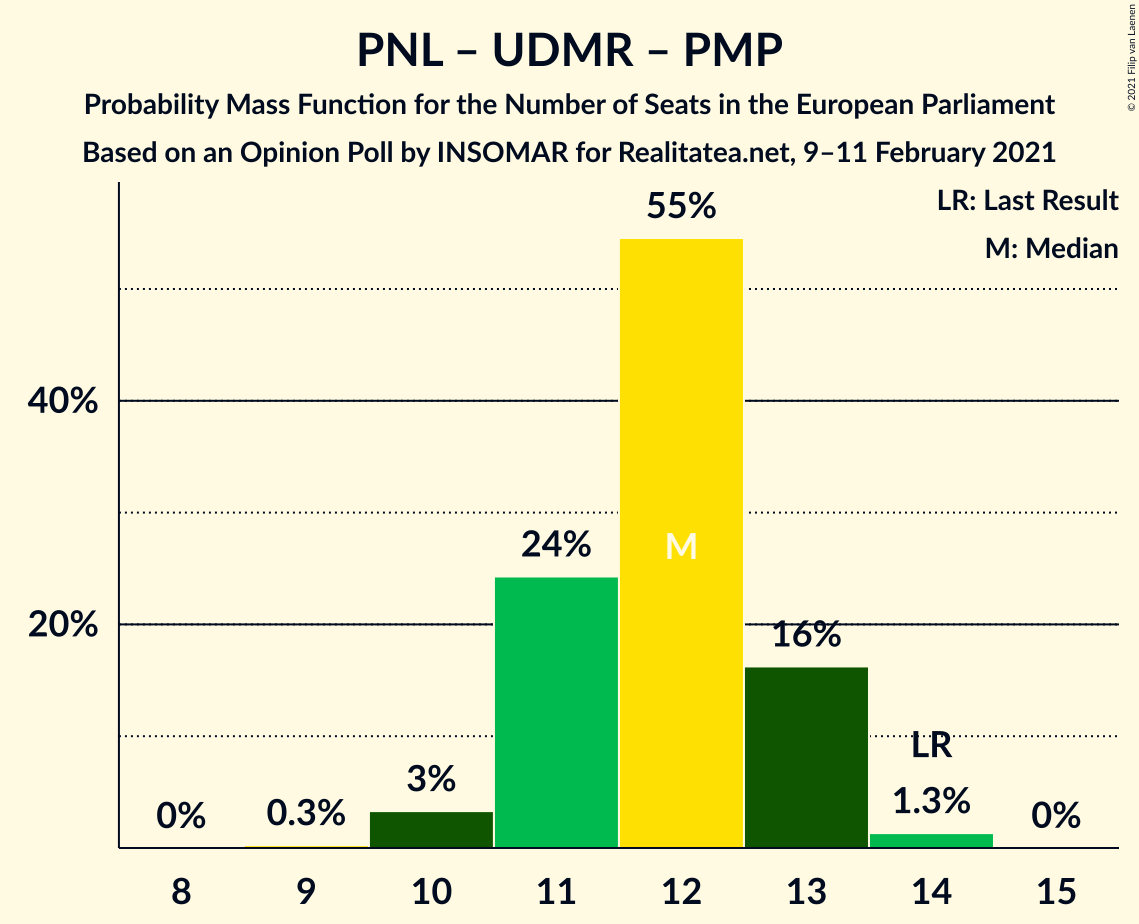 PNL – UDMR – PMP
Probability Mass Function for the Number of Seats in the European Parliament
Based on an Opinion Poll by INSOMAR for Realitatea.net, 9–11 February 2021
© 2021 Filip van Laenen
LR: Last Result
M: Median
55%
40%
24%
M
20%
16%
LR
3%
1.3%
0%
0.3%
0%
8 9 10 11 12 13 14 15